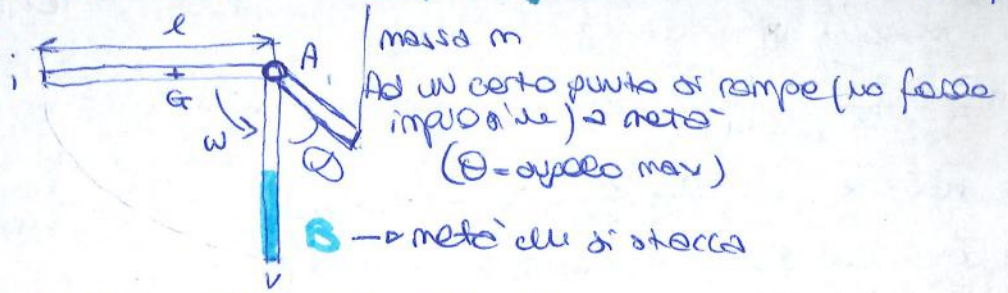 l
massa m
i
A
Ad un certo punto si rompe (no forze
G
impulsive) a metà
ω
θ
(θ = angolo max)
B → metà che si stacca
v